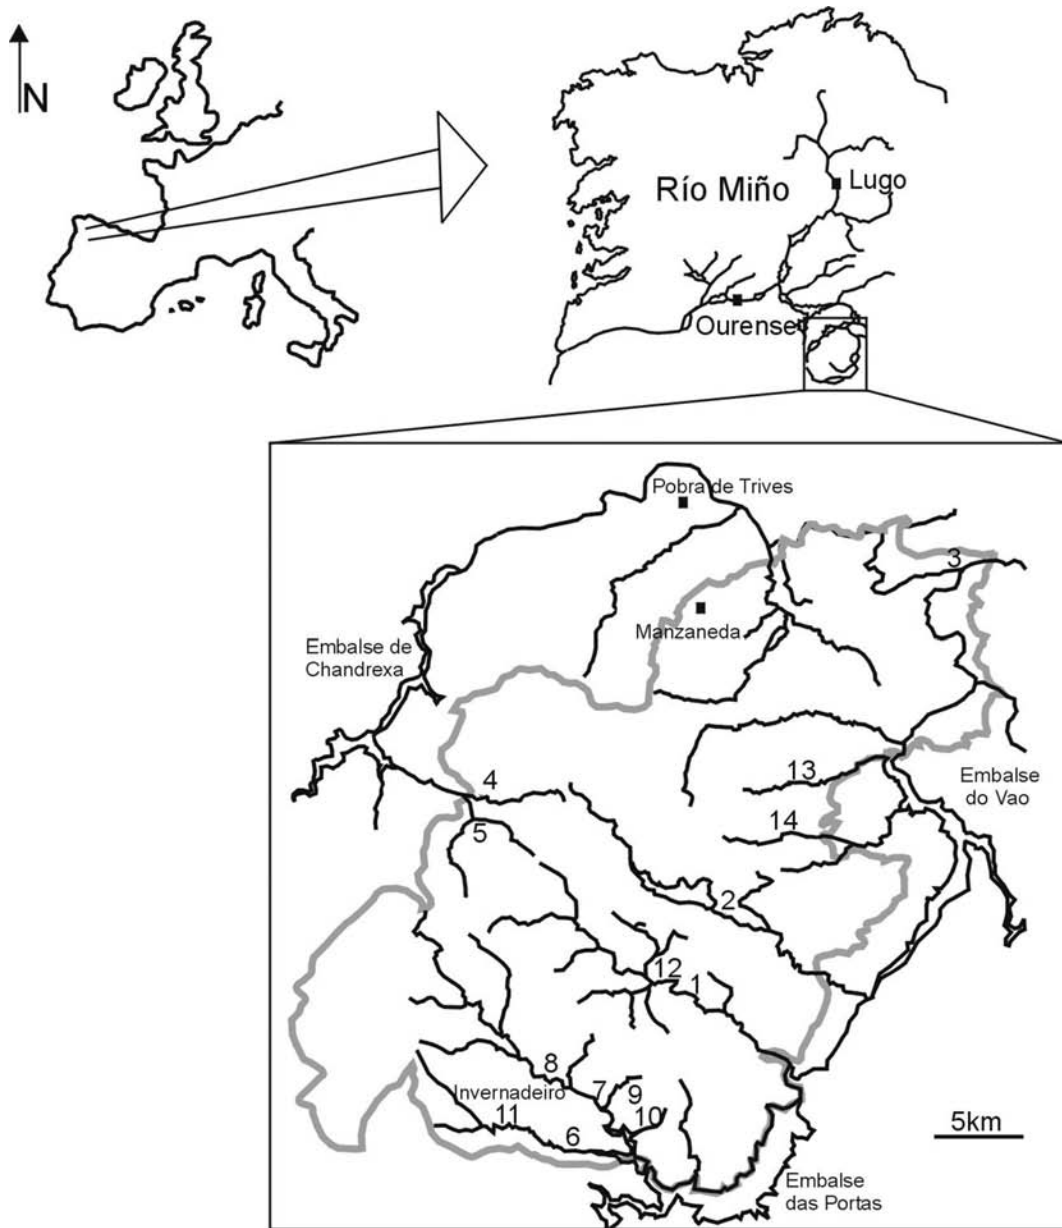 N
Río Miño
Lugo
Ourense
Pobra de Trives
3
Manzaneda
Embalse de
Chandrexa
4
13
Embalse
do Vao
5
14
2
12
1
8
7
9
Invernadeiro
11
10
6
5km
Embalse
das Portas